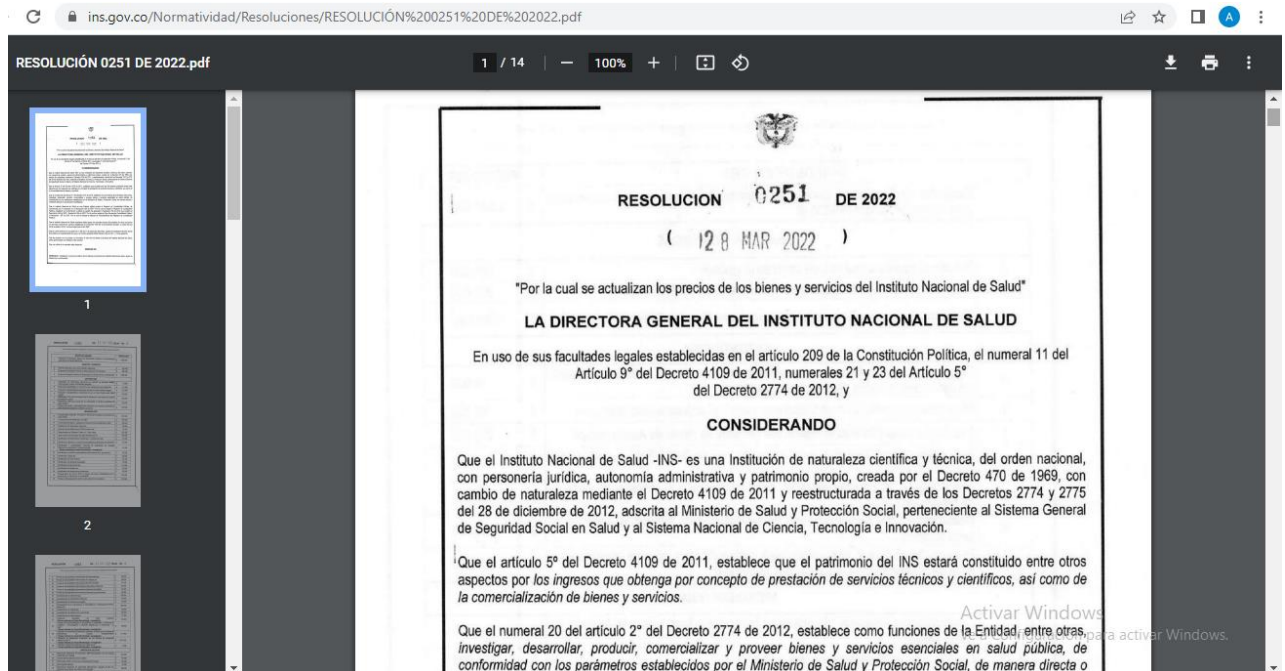 ins.gov.co/Normatividad/Resoluciones/RESOLUCIÓN%200251%20DE%202022.pdf
A
RESOLUCIÓN 0251 DE 2022.pdf
1 / 14
100%
RESOLUCION 0251 DE 2022
( 28 MAR 2022 )
"Por la cual se actualizan los precios de los bienes y servicios del Instituto Nacional de Salud"
LA DIRECTORA GENERAL DEL INSTITUTO NACIONAL DE SALUD
En uso de sus facultades legales establecidas en el artículo 209 de la Constitución Política, el numeral 11 del
Artículo 9° del Decreto 4109 de 2011, numerales 21 y 23 del Artículo 5°
del Decreto 2774 de 2012, y
CONSIDERANDO
Que el Instituto Nacional de Salud -INS- es una Institución de naturaleza científica y técnica, del orden nacional,
con personería jurídica, autonomía administrativa y patrimonio propio, creada por el Decreto 470 de 1969, con
cambio de naturaleza mediante el Decreto 4109 de 2011 y reestructurada a través de los Decretos 2774 y 2775
del 28 de diciembre de 2012, adscrita al Ministerio de Salud y Protección Social, perteneciente al Sistema General
de Seguridad Social en Salud y al Sistema Nacional de Ciencia, Tecnología e Innovación.
Que el artículo 5º del Decreto 4109 de 2011, establece que el patrimonio del INS estará constituido entre otros
aspectos por los ingresos que obtenga por concepto de prestación de servicios técnicos y científicos, así como de
la comercialización de bienes y servicios.
Que el numeral 20 del artículo 2° del Decreto 2774 de 2012, establece como funciones de la Entidad, entre otras,
investigar, desarrollar, producir, comercializar y proveer bienes y servicios esenciales en salud pública, de
conformidad con los parámetros establecidos por el Ministerio de Salud y Protección Social, de manera directa o
Activar Windows
Ve a Configuración para activar Windows.
1
2